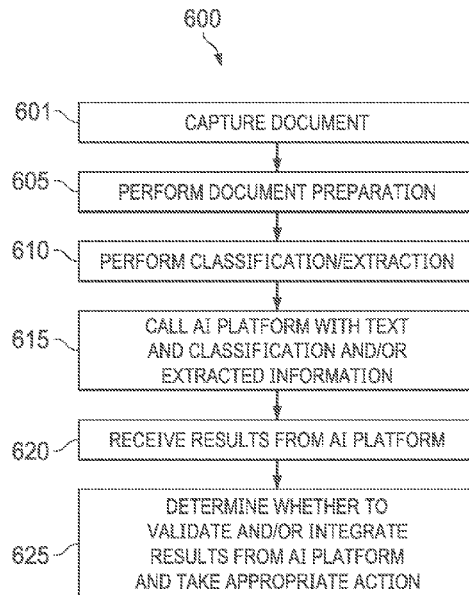 600
601
CAPTURE DOCUMENT
605
PERFORM DOCUMENT PREPARATION
610
PERFORM CLASSIFICATION/EXTRACTION
615
CALL AI PLATFORM WITH TEXT
AND CLASSIFICATION AND/OR
EXTRACTED INFORMATION
620
RECEIVE RESULTS FROM AI PLATFORM
625
DETERMINE WHETHER TO
VALIDATE AND/OR INTEGRATE
RESULTS FROM AI PLATFORM
AND TAKE APPROPRIATE ACTION